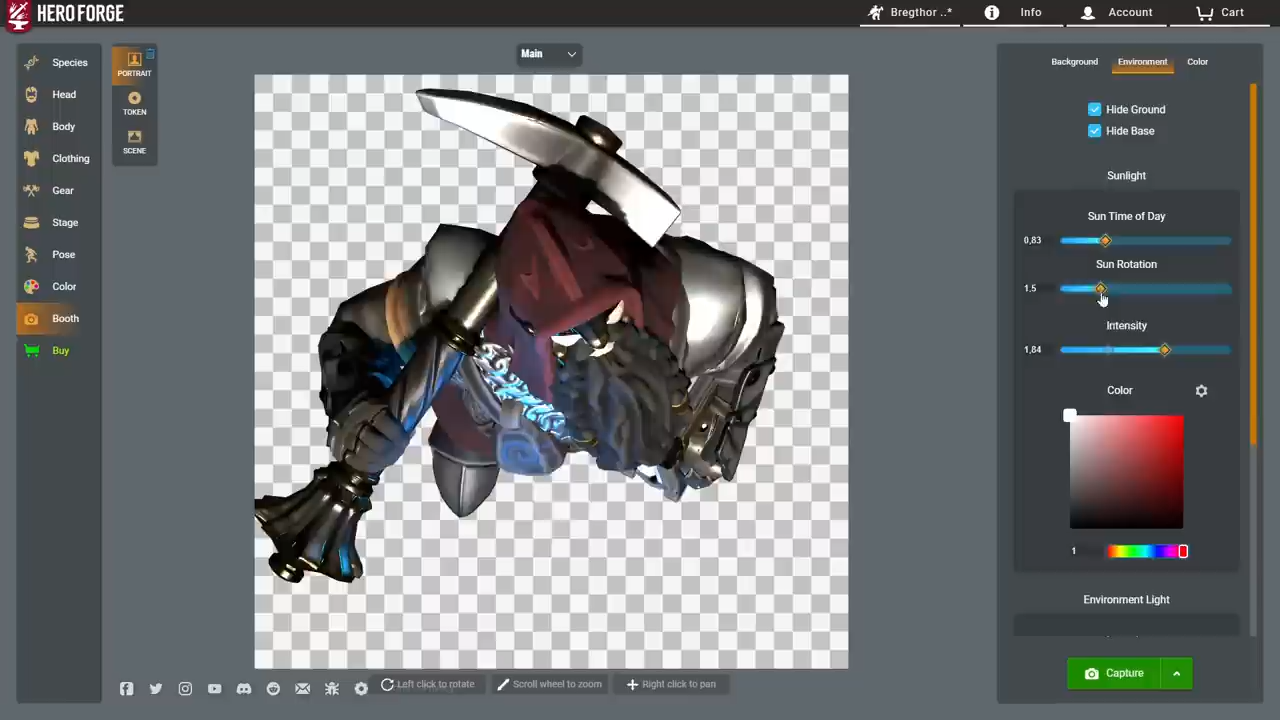 HERO FORGE
Bregthor ..*
Info
Account
Cart
Species
Head
Body
Clothing
Gear
Stage
Pose
Color
Booth
Buy
PORTRAIT
TOKEN
SCENE
Main
Background
Environment
Color
Hide Ground
Hide Base
Sunlight
Sun Time of Day
0,83
Sun Rotation
1.5
Intensity
1,84
Color
1
Environment Light
Capture
Left click to rotate
Scroll wheel to zoom
Right click to pan